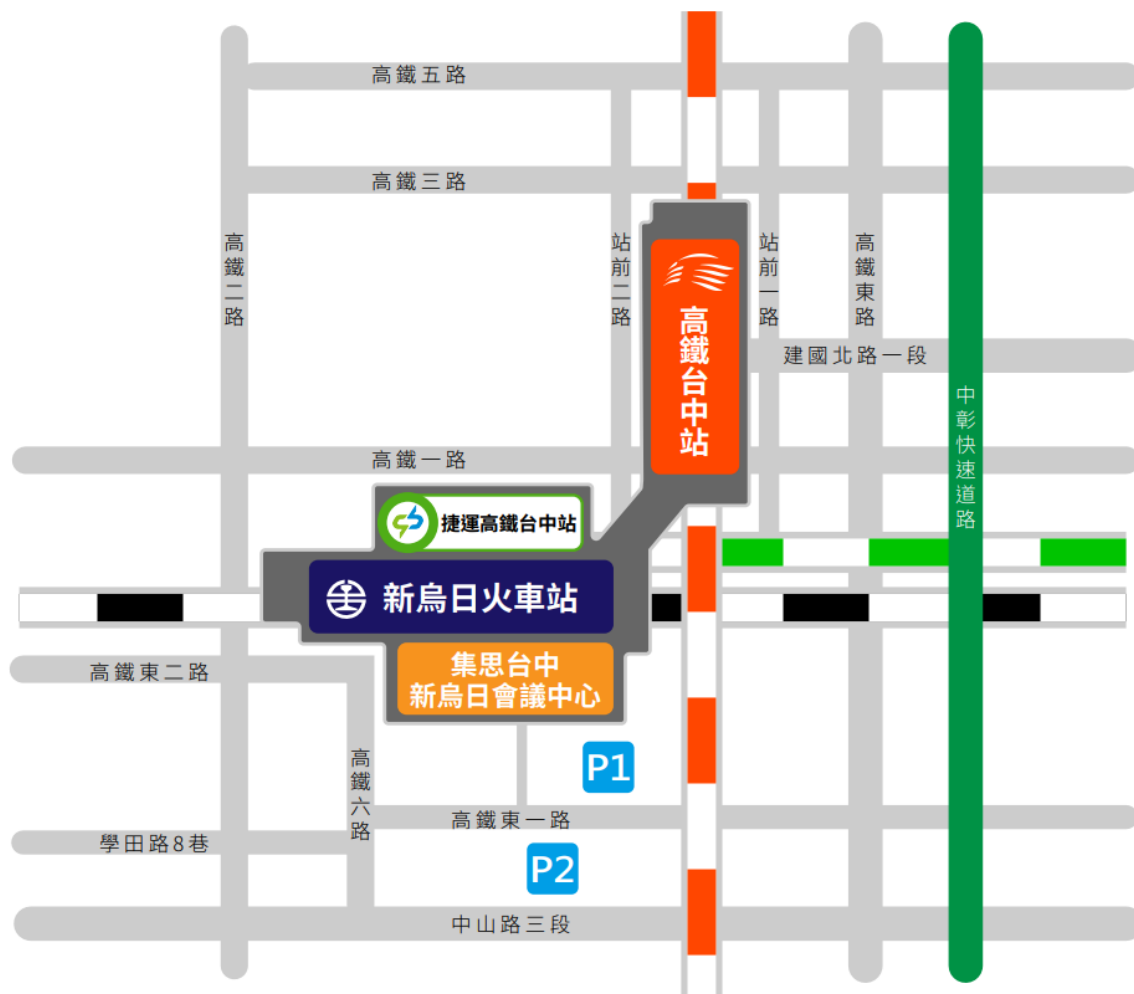 高鐵五路
高鐵三路
高鐵二路
站前二路
站前一路
高鐵東路
高鐵台中站
建國北路一段
中彰快速道路
高鐵一路
捷運高鐵台中站
新烏日火車站
集思台中
新烏日會議中心
高鐵東二路
P1
高鐵六路
高鐵東一路
學田路8巷
P2
中山路三段